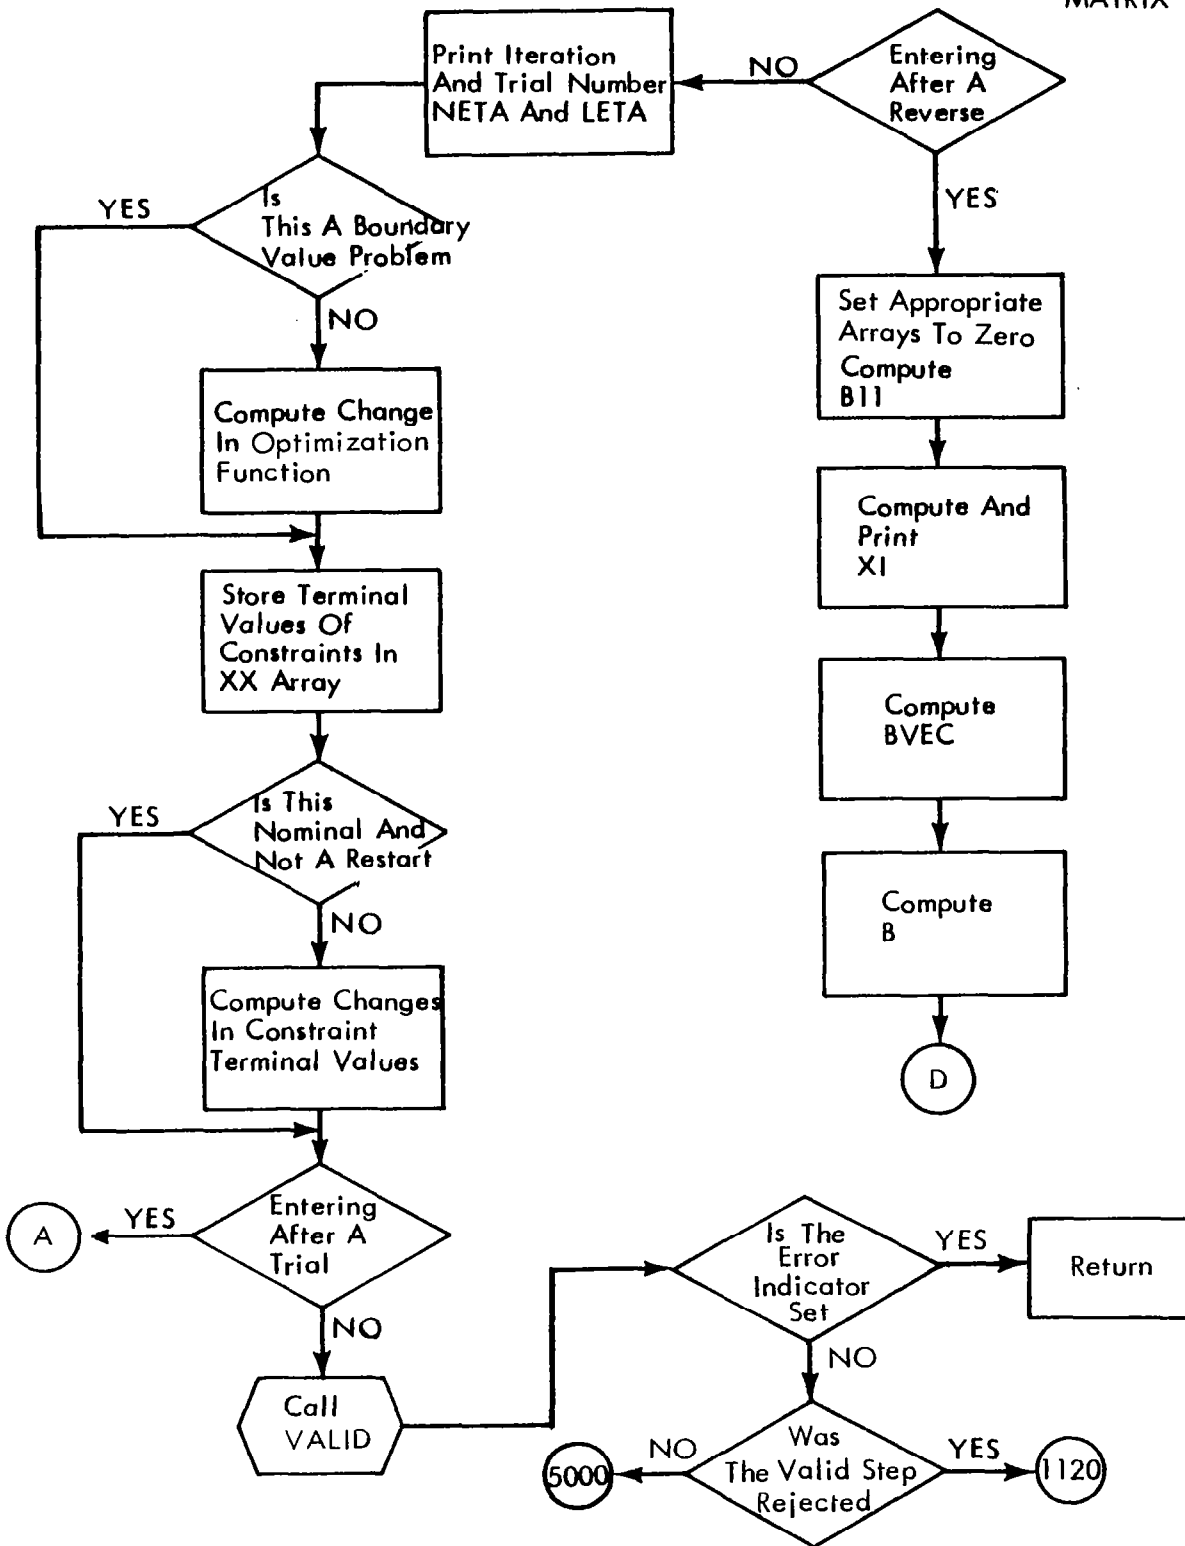 MATRIX
Entering
After A
Reverse
NO
YES
Print Iteration
And Trial Number
NETA And LETA
Is
This A Boundary
Value Problem
YES
NO
Compute Change
In Optimization
Function
Store Terminal
Values Of
Constraints In
XX Array
Is This
Nominal And
Not A Restart
YES
NO
Compute Changes
In Constraint
Terminal Values
Entering
After A
Trial
YES
A
NO
Call
VALID
Set Appropriate
Arrays To Zero
Compute
B11
Compute And
Print
XI
Compute
BVEC
Compute
B
D
Is The
Error
Indicator
Set
YES
Return
NO
Was
The Valid Step
Rejected
NO
5000
YES
1120